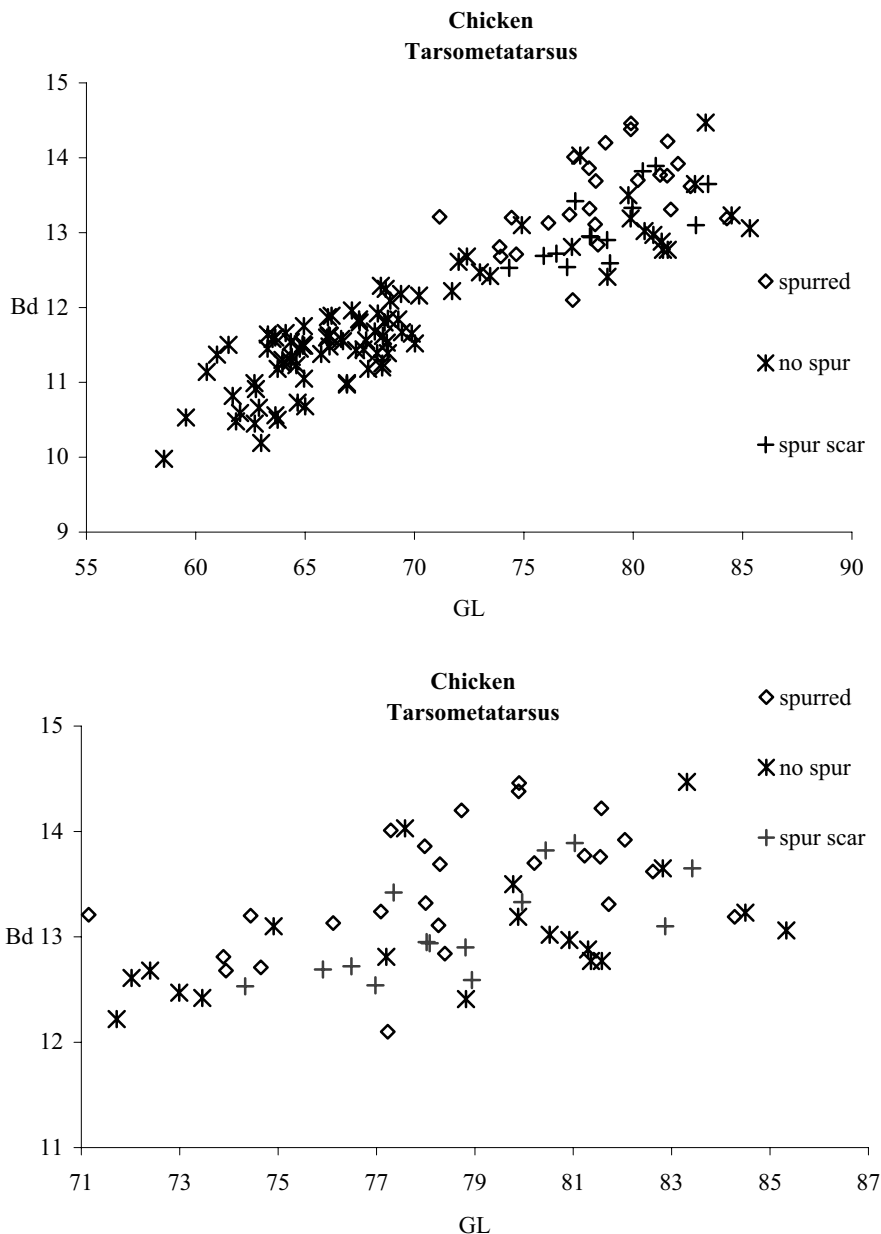 Chicken
Tarsometatarsus
15
14
13
12
11
10
9
Bd
spurred
no spur
spur scar
55 60 65 70 75 80 85 90
GL
Chicken
Tarsometatarsus
spurred
no spur
spur scar
15
14
13
12
11
Bd
71 73 75 77 79 81 83 85 87
GL